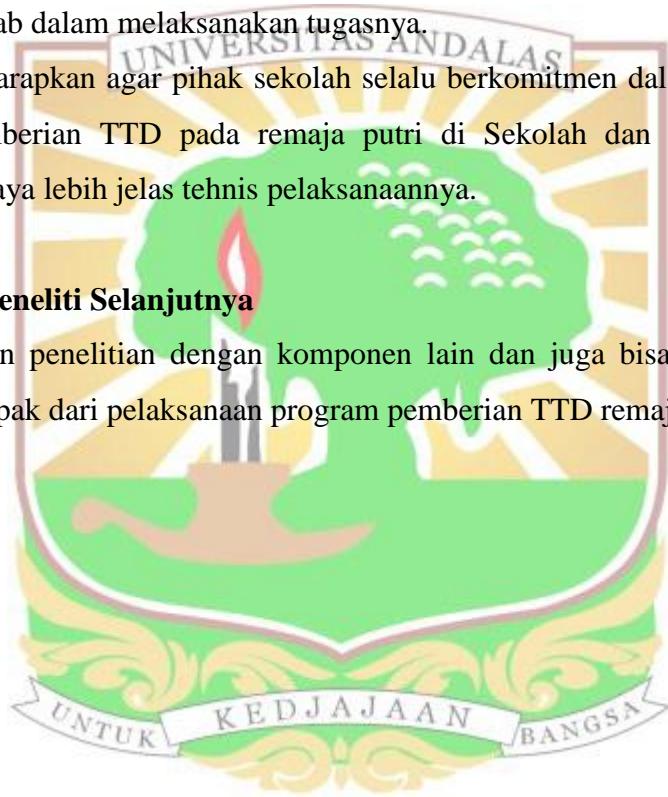 ab dalam melaksanakan tugasnya.
UNIVERSITAS ANDALAS
arapkan agar pihak sekolah selalu berkomitmen dal
berian TTD pada remaja putri di Sekolah dan
aya lebih jelas tehnis pelaksanaannya.
eneliti Selanjutnya
n penelitian dengan komponen lain dan juga bisa
pak dari pelaksanaan program pemberian TTD remaj
UNTUK KEDJAJAAN BANGSA